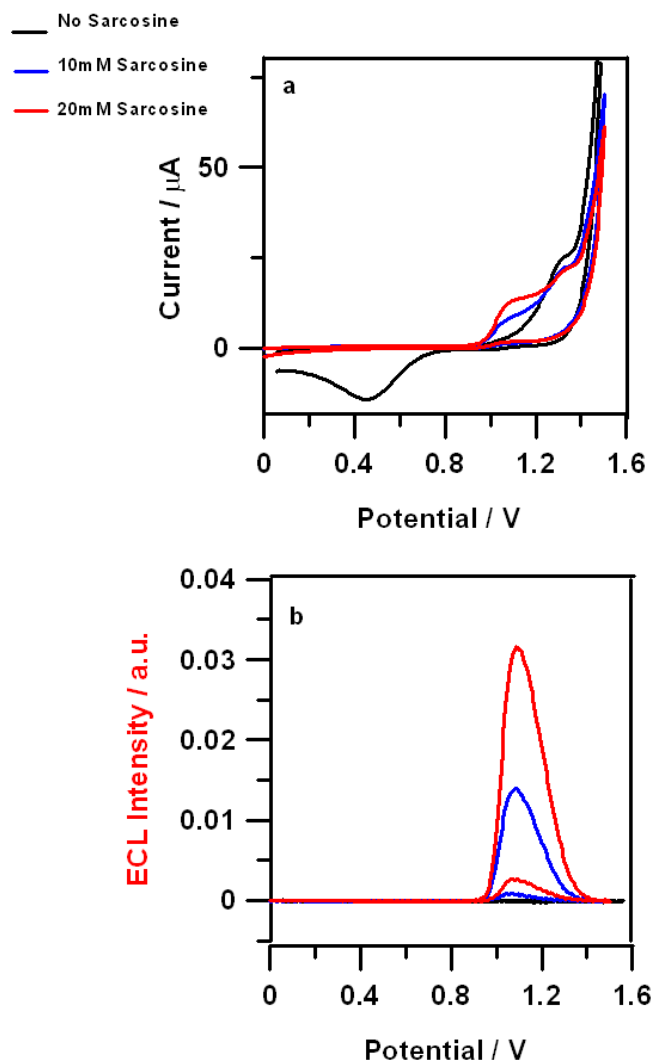 No Sarcosine
10mM Sarcosine
20mM Sarcosine
a
Current / μA
50
0
0 0.4 0.8 1.2 1.6
Potential / V
b
ECL Intensity / a.u.
0.04
0.03
0.02
0.01
0
0 0.4 0.8 1.2 1.6
Potential / V